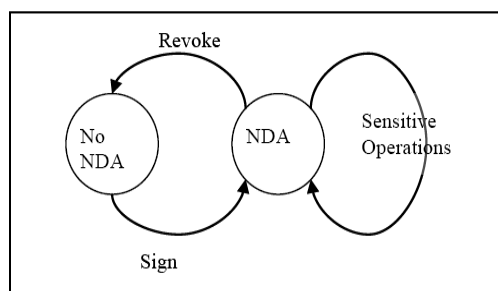 Revoke
No
NDA
NDA
Sensitive
Operations
Sign